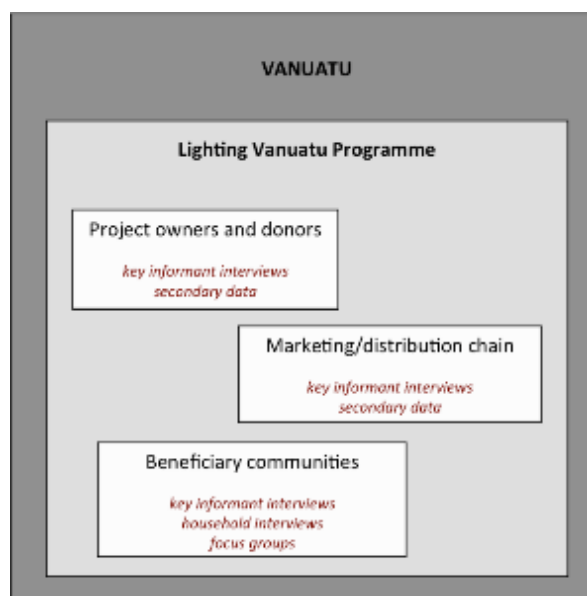 VANUATU
Lighting Vanuatu Programme
Project owners and donors
key informant interviews
secondary data
Marketing/distribution chain
key informant interviews
secondary data
Beneficiary communities
key informant interviews
household interviews
focus groups